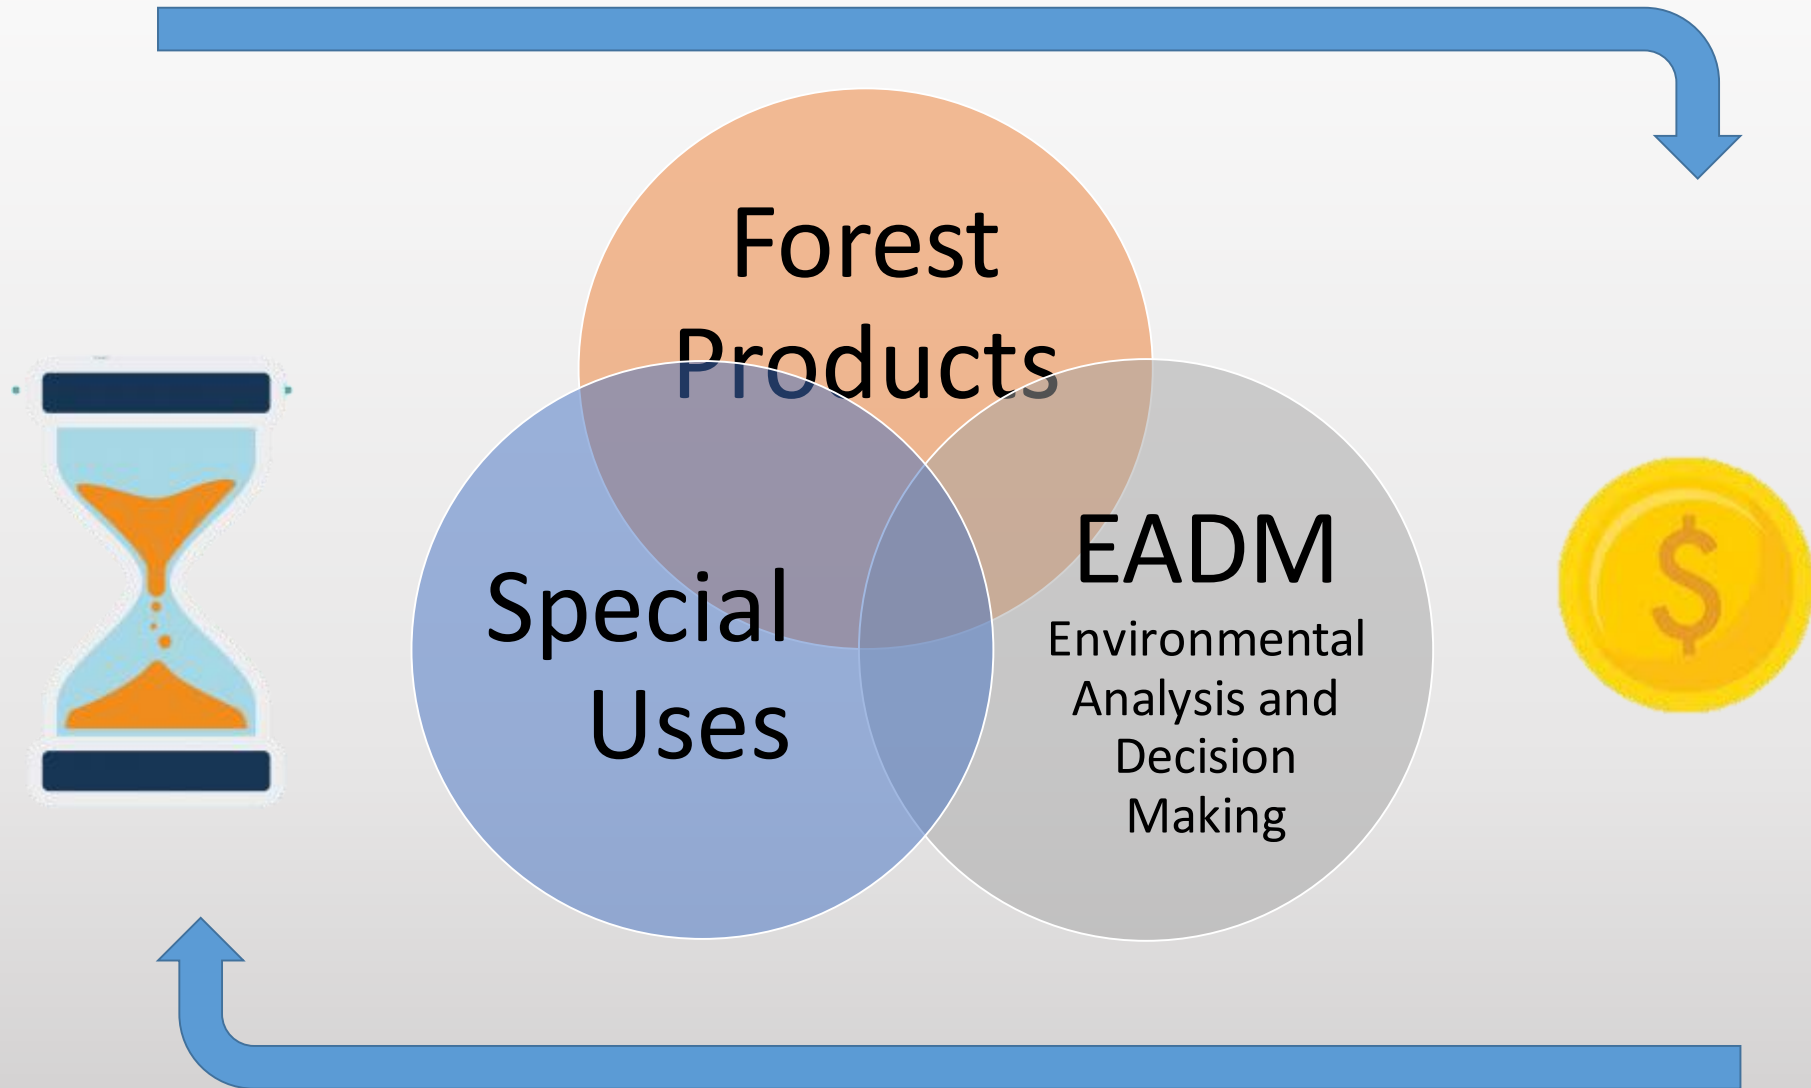 Forest
Products
Special
Uses
EADM
Environmental
Analysis and
Decision
Making
$